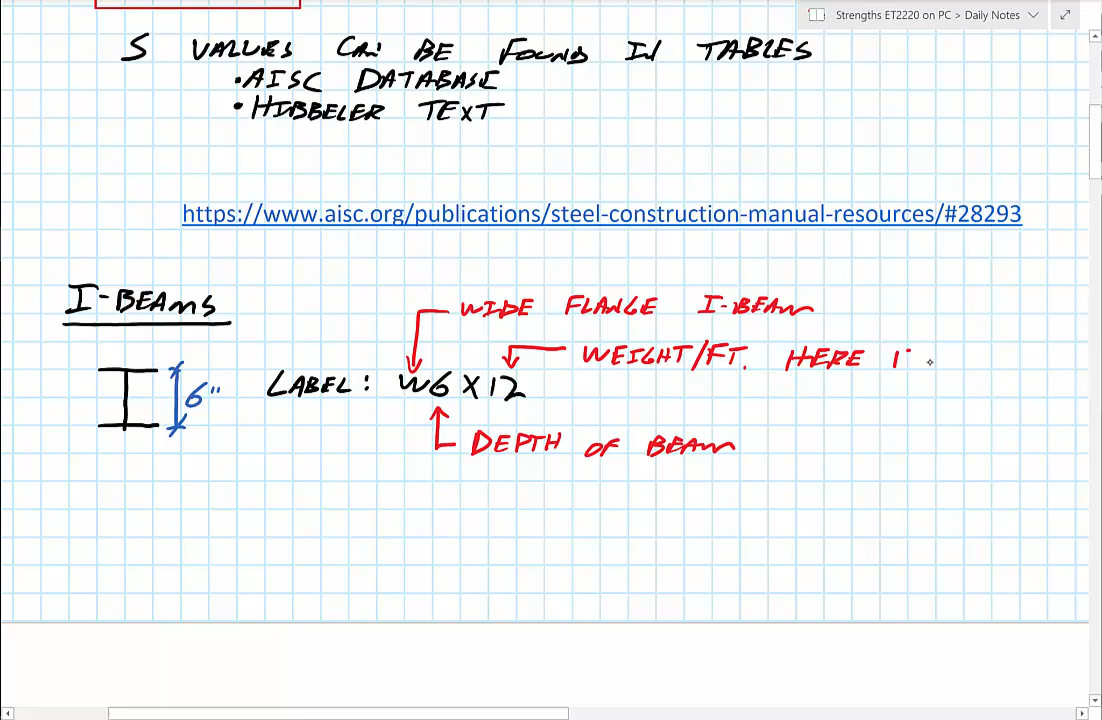 Strengths ET2220 on PC > Daily Notes
S VALUES CAN BE FOUND IN TABLES
• AISC DATABASE
• HIBBELER TEXT
https://www.aisc.org/publications/steel-construction-manual-resources/#28293
I-BEAMS
WIDE FLANGE I-BEAM
WEIGHT/FT. HERE
6"
LABEL: W6 X 12
DEPTH OF BEAM